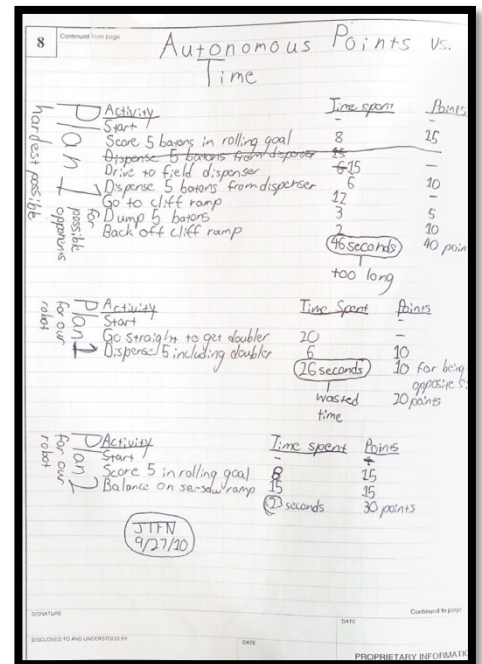 8
Continued from page
Autonomous Points vs.
Time
Plan 1
for
possible
opponents
hardest possible
Activity Time spent Points
Start - -
Score 5 batons in rolling goal 8 15
Dispense 5 batons from dispenser 15
Drive to field dispenser 15 -
Dispense 5 batons from dispenser 6 10
Go to cliff ramp 12 -
Dump 5 batons 3 5
Back off cliff ramp 2 10
46 seconds 40 poin
too long
Plan 1
for our
robot
Activity Time Spent Points
Start - -
Go straight to get doubler 20 -
Dispense 5 including doubler 6 10
26 seconds 10 for being
opposite s
wasted 20 points
time
Plan 2
for our
robot
Activity Time spent Points
Start - -
Score 5 in rolling goal 8 15
Balance on se-saw ramp 15 15
23 seconds 30 points
JTFN
9/27/10
SIGNATURE
DATE
Continued to page
DISCLOSED TO AND UNDERSTOOD BY
DATE
PROPRIETARY INFORMATI